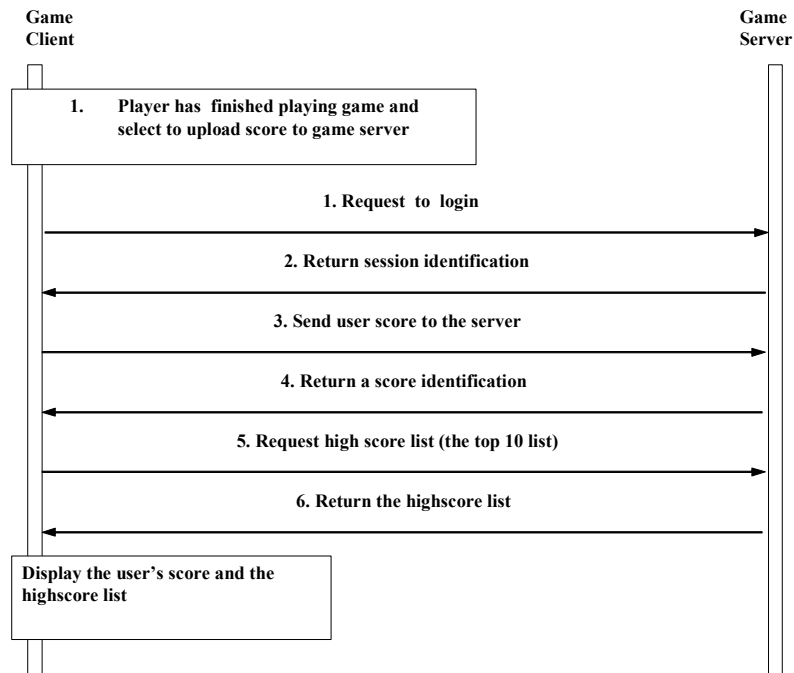 Game
Client
Game
Server
1. Player has finished playing game and
select to upload score to game server
1. Request to login
2. Return session identification
3. Send user score to the server
4. Return a score identification
5. Request high score list (the top 10 list)
6. Return the highscore list
Display the user's score and the
highscore list